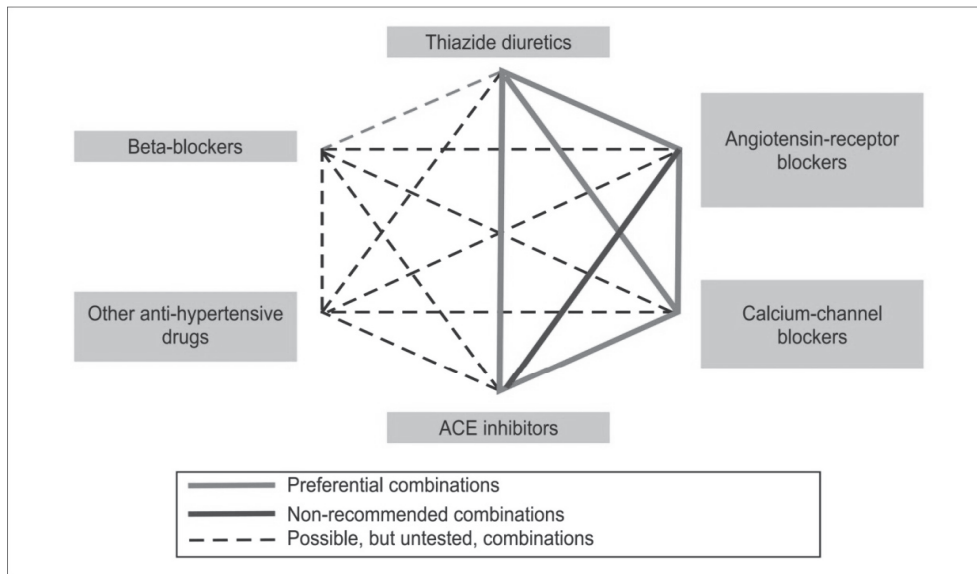 Thiazide diuretics
Beta-blockers
Angiotensin-receptor
blockers
Other anti-hypertensive
drugs
Calcium-channel
blockers
ACE inhibitors
Preferential combinations
Non-recommended combinations
Possible, but untested, combinations